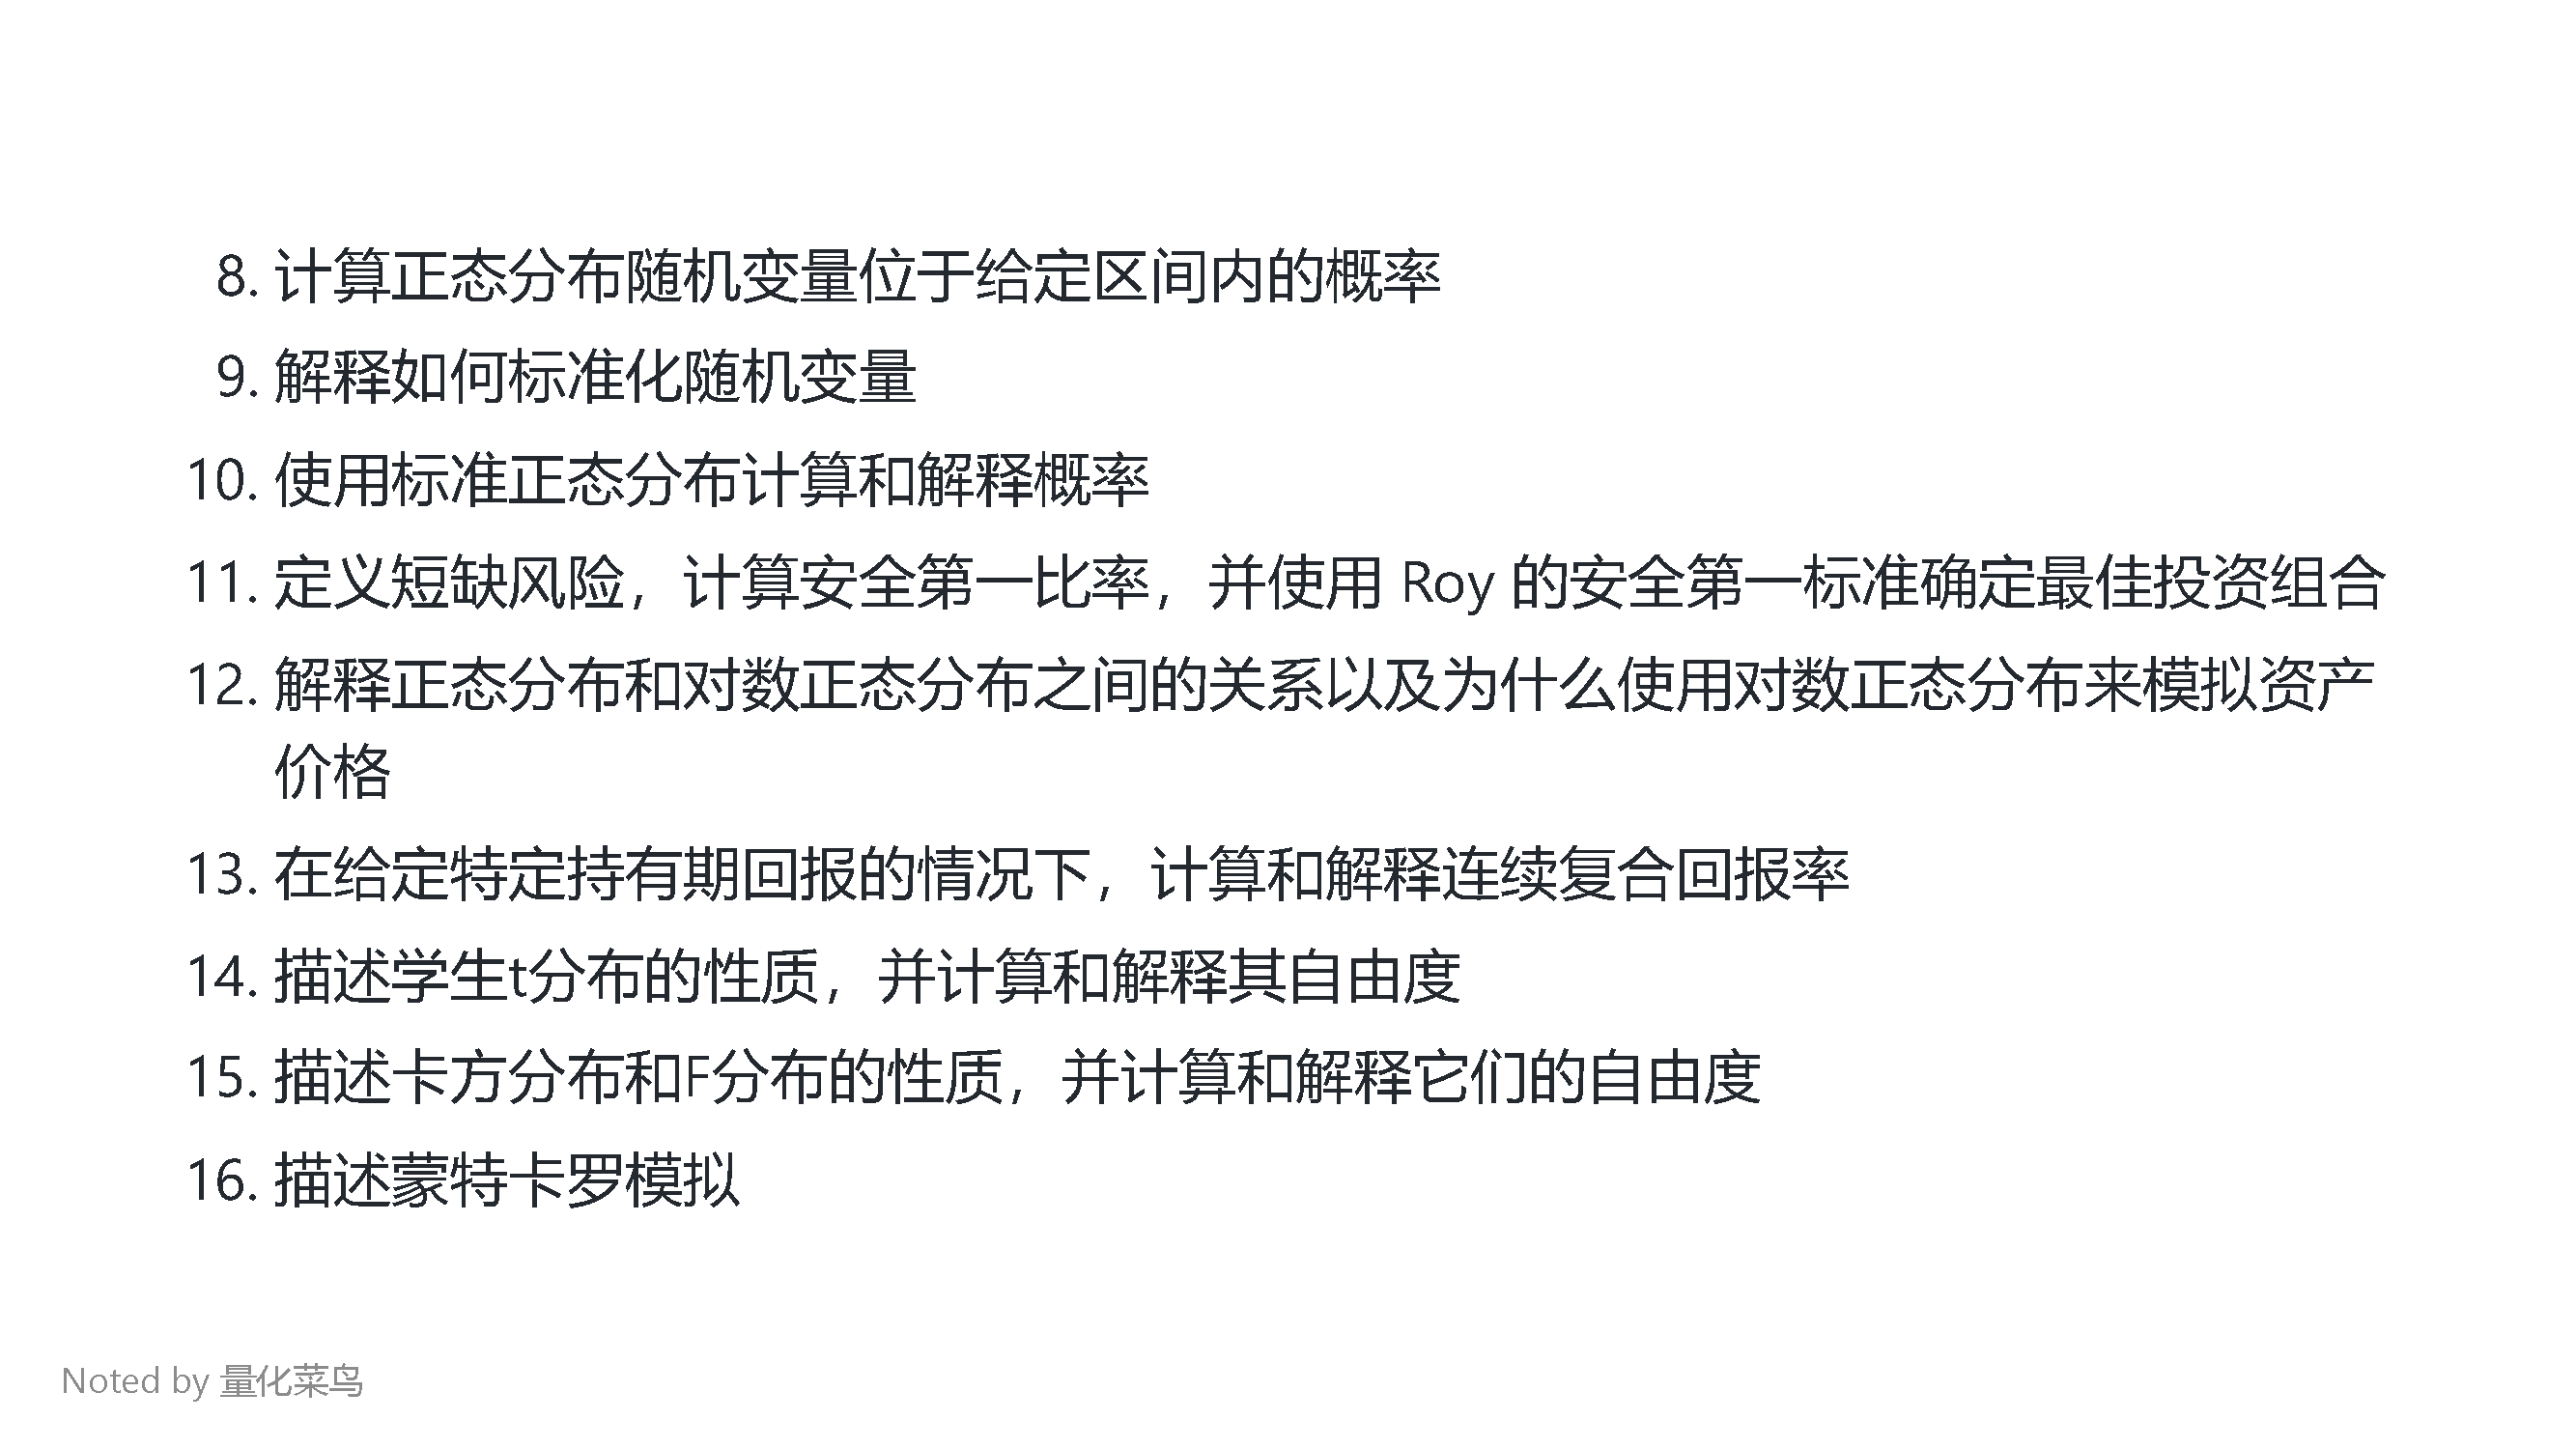 8. 计算正态分布随机变量位于给定区间内的概率
9. 解释如何标准化随机变量
10. 使用标准正态分布计算和解释概率
11. 定义短缺风险，计算安全第一比率，并使用 Roy 的安全第一标准确定最佳投资组合
12. 解释正态分布和对数正态分布之间的关系以及为什么使用对数正态分布来模拟资产
价格
13. 在给定特定持有期回报的情况下，计算和解释连续复合回报率
14. 描述学生t分布的性质，并计算和解释其自由度
15. 描述卡方分布和F分布的性质，并计算和解释它们的自由度
16. 描述蒙特卡罗模拟
Noted by 量化菜鸟